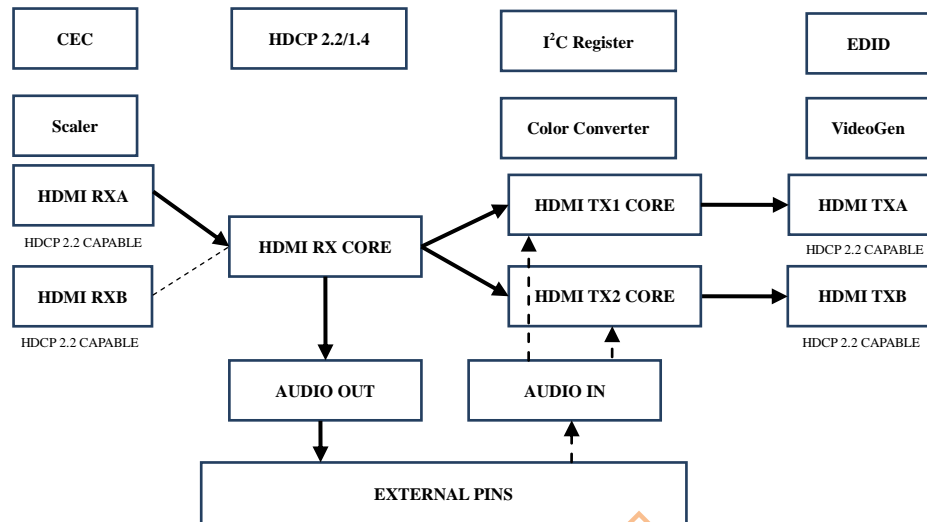 CEC
HDCP 2.2/1.4
I²C Register
EDID
Scaler
Color Converter
VideoGen
HDMI RXA
HDCP 2.2 CAPABLE
HDMI RXB
HDCP 2.2 CAPABLE
HDMI RX CORE
HDMI TX1 CORE
HDMI TX2 CORE
HDMI TXA
HDCP 2.2 CAPABLE
HDMI TXB
HDCP 2.2 CAPABLE
AUDIO OUT
AUDIO IN
EXTERNAL PINS